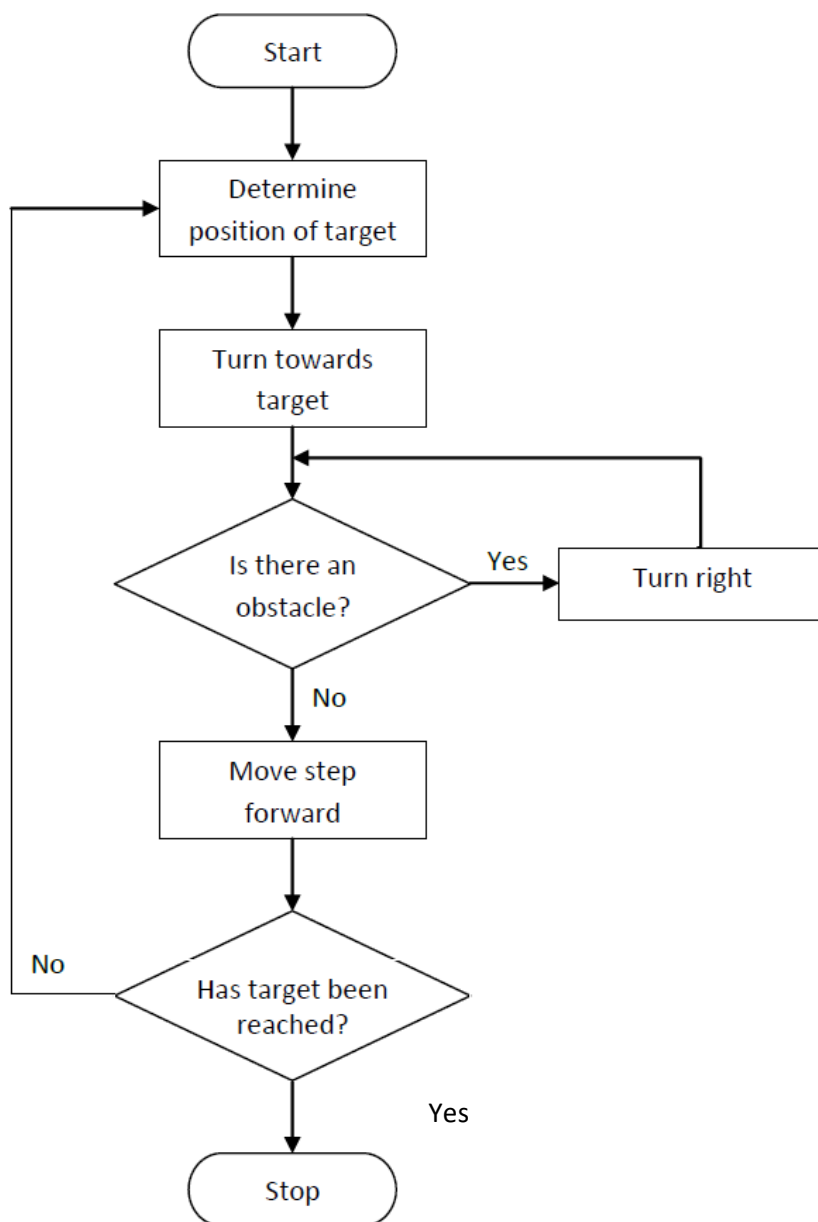 Start
Determine
position of target
Turn towards
target
Is there an
obstacle?
Yes
Turn right
No
Move step
forward
No
Has target been
reached?
Yes
Stop